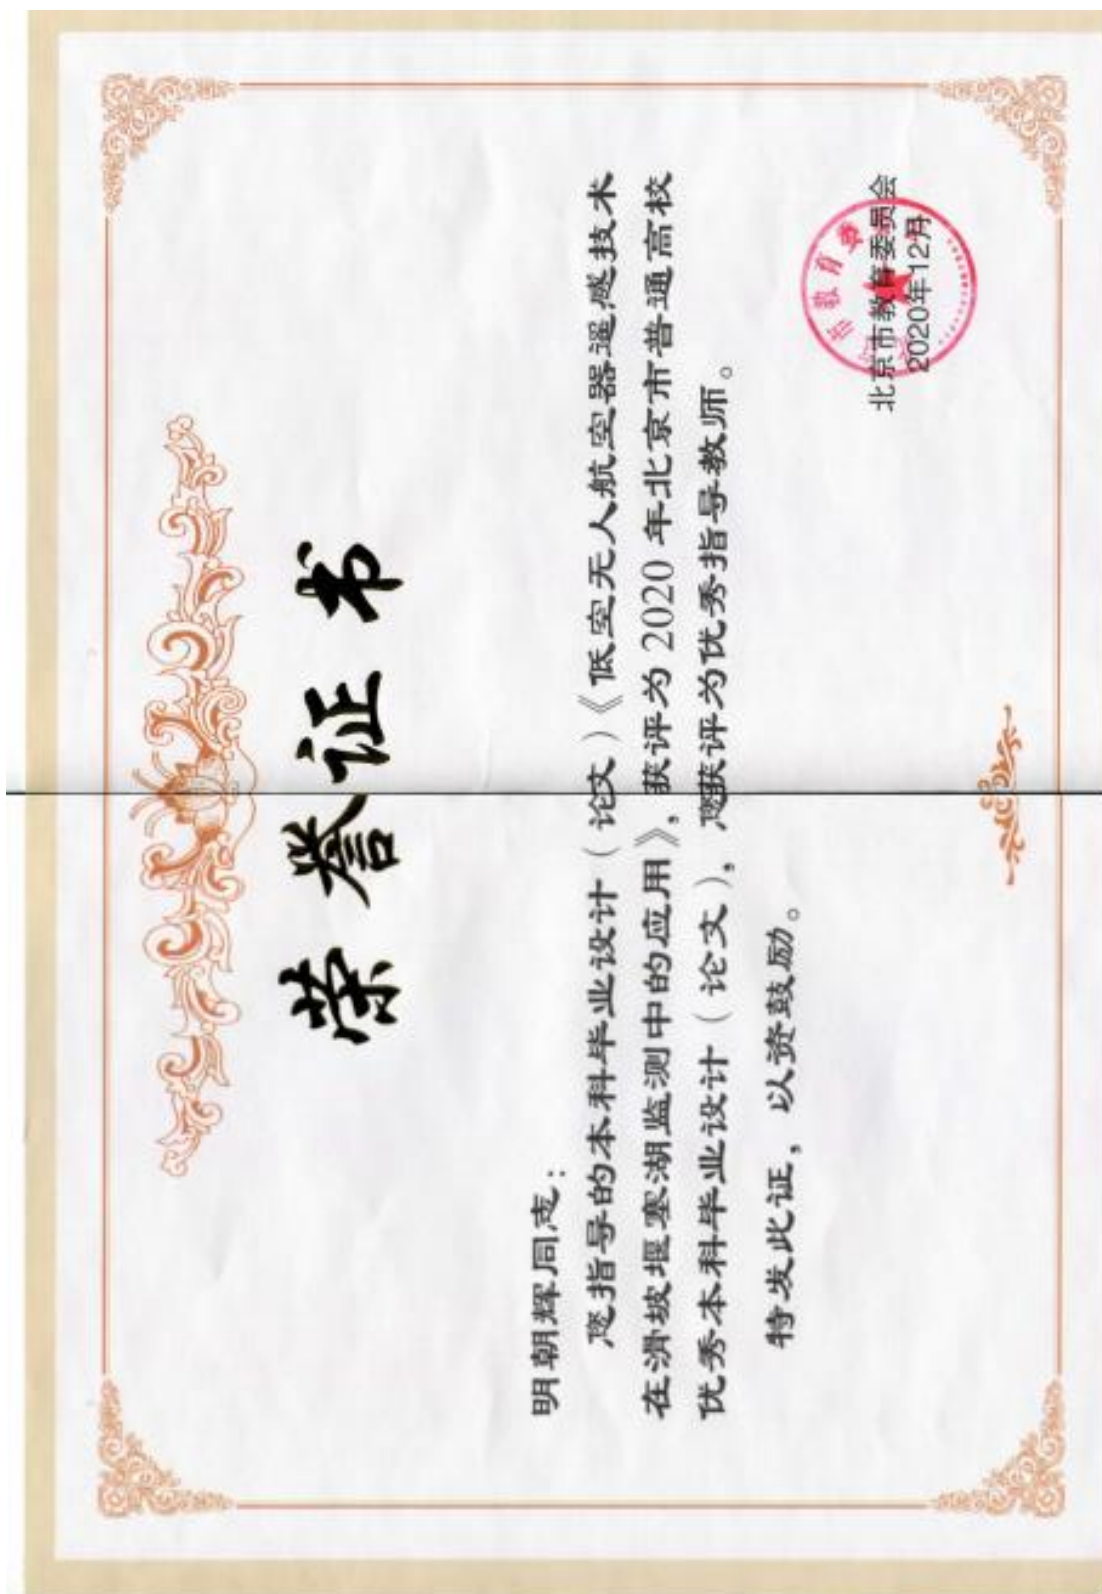 荣誉证书
明朝辉同志：
您指导的本科毕业设计（论文）《低空无人航空器遥感技术
在滑坡堰塞湖监测中的应用》，获评为2020年北京市普通高校
优秀本科毕业设计（论文），您获评为优秀指导教师。
特发此证，以资鼓励。
北京市教育委员会
2020年12月